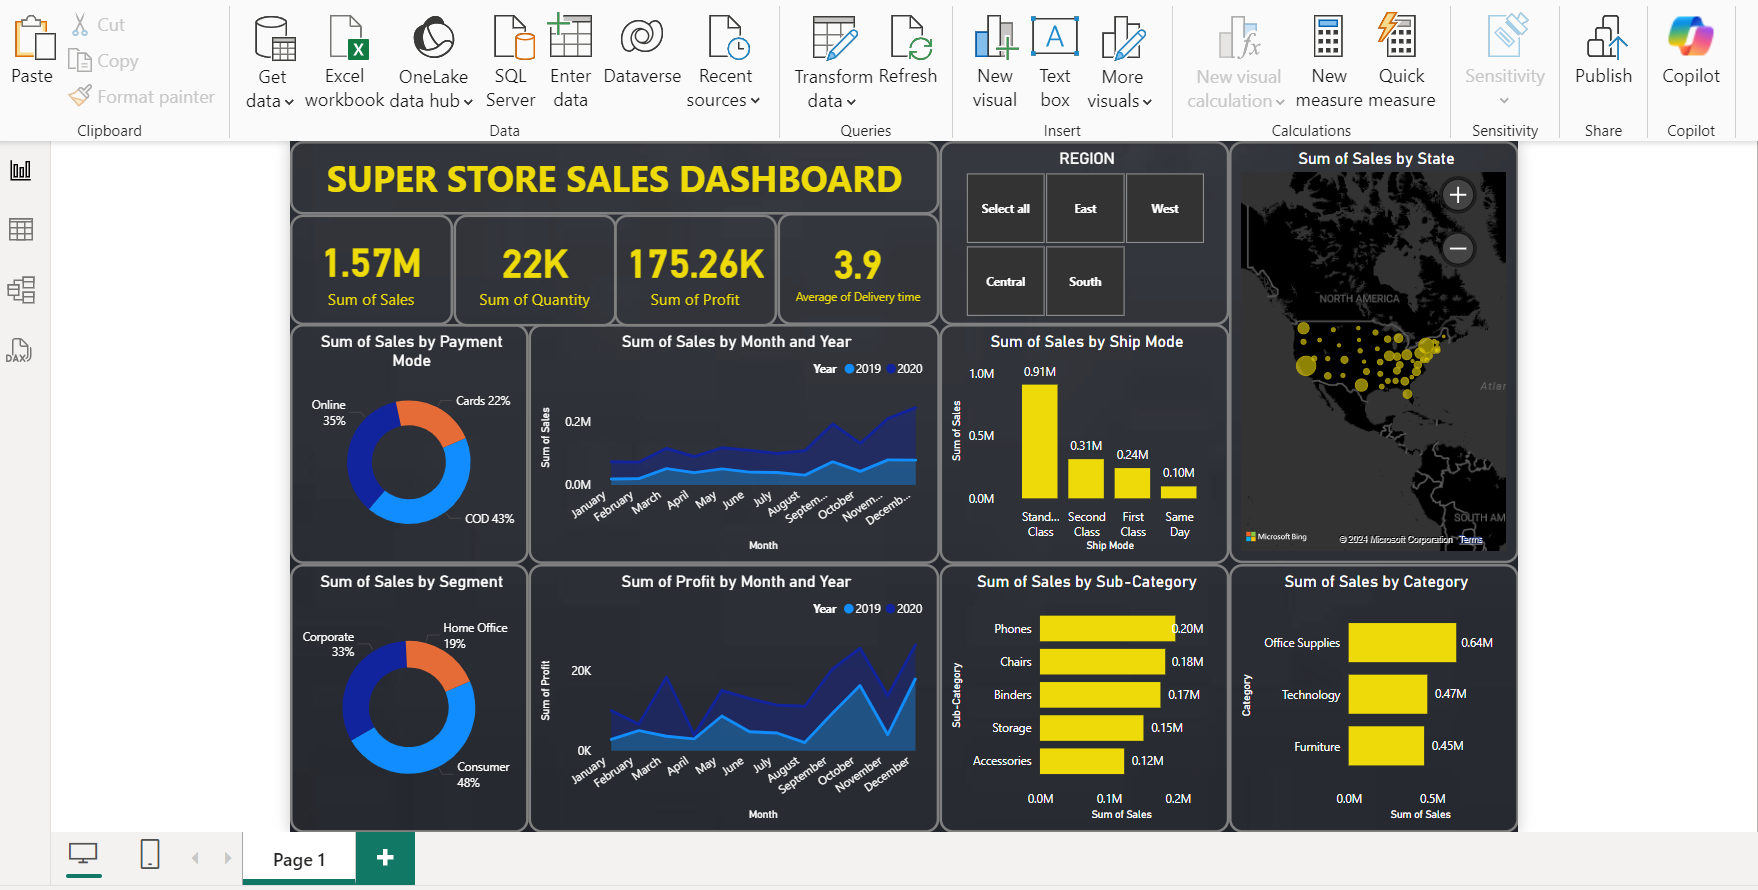 Paste
Cut
Copy
Format painter
Clipboard
Get
data
Excel
workbook
OneLake
data hub
SQL
Server
Enter
data
Dataverse
Recent
sources
Data
Transform
data
Refresh
Queries
New
visual
A
Text
box
More
visuals
Insert
New visual
calculation
New
measure
Quick
measure
Calculations
Sensitivity
Sensitivity
Publish
Share
Copilot
Copilot
DAX
SUPER STORE SALES DASHBOARD
1.57M
Sum of Sales
22K
Sum of Quantity
175.26K
Sum of Profit
3.9
Average of Delivery time
REGION
Select all
East
West
Central
South
Sum of Sales by State
NORTH AMERICA
Atlar
SOUTH AM
Microsoft Bing
© 2024 Microsoft Corporation Terms
Sum of Sales by Payment
Mode
Online
35%
Cards 22%
COD 43%
Sum of Sales by Month and Year
Year 2019 2020
Sum of Sales
0.2M
0.0M
January
February
March
April
May
June
July
August
Septem...
October
Novem...
Decemb...
Month
Sum of Sales by Ship Mode
Sum of Sales
1.0M
0.5M
0.0M
0.91M
0.31M
0.24M
0.10M
Stand...
Class
Second
Class
First
Class
Same
Day
Ship Mode
Sum of Sales by Segment
Corporate
33%
Home Office
19%
Consumer
48%
Sum of Profit by Month and Year
Year 2019 2020
Sum of Profit
20K
0K
January
February
March
April
May
June
July
August
September
October
November
December
Month
Sum of Sales by Sub-Category
Sub-Category
Phones 0.20M
Chairs 0.18M
Binders 0.17M
Storage 0.15M
Accessories 0.12M
0.0M 0.1M 0.2M
Sum of Sales
Sum of Sales by Category
Category
Office Supplies 0.64M
Technology 0.47M
Furniture 0.45M
0.0M 0.5M
Sum of Sales
Page 1